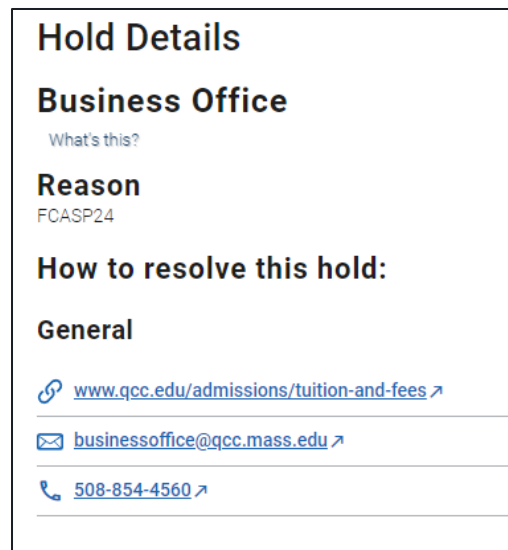 Hold Details
Business Office
What's this?
Reason
FCASP24
How to resolve this hold:
General
www.qcc.edu/admissions/tuition-and-fees
businessoffice@qcc.mass.edu
508-854-4560